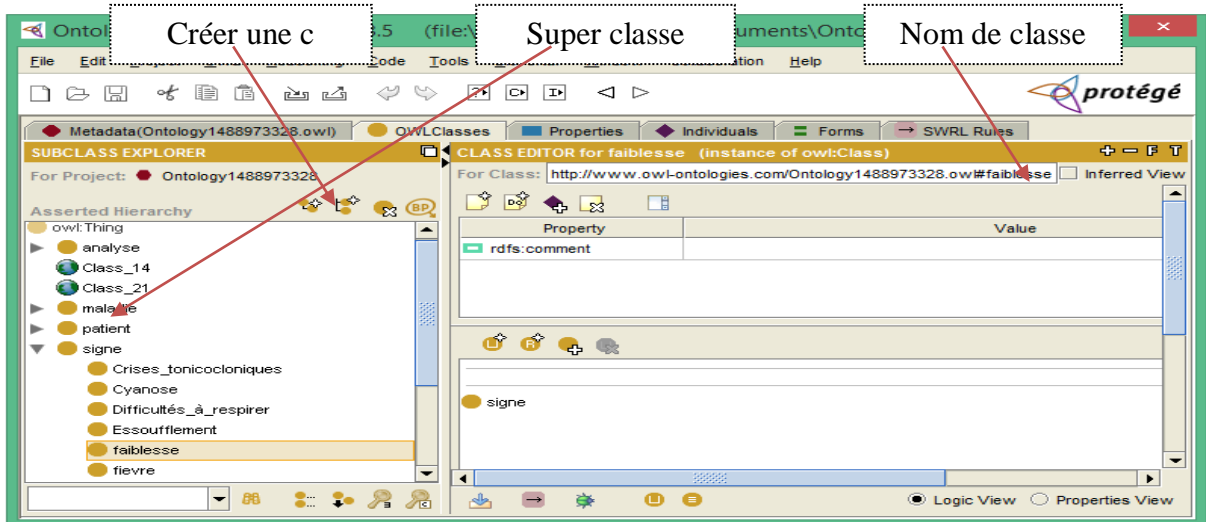 Créer une c
Super classe
Nom de classe
Ontol
.5 (file:\
uments\Onto
File Edit Code Tools Help
protégé
Metadata(Ontology1488973328.owl) OWLClasses Properties Individuals Forms SWRL Rules
SUBCLASS EXPLORER
For Project: Ontology1488973328
Asserted Hierarchy
owl:Thing
analyse
Class_14
Class_21
maladie
patient
signe
Crises_tonicocloniques
Cyanose
Difficultés_à_respirer
Essoufflement
faiblesse
fievre
CLASS EDITOR for faiblesse (instance of owl:Class)
For Class: http://www.owl-ontologies.com/Ontology1488973328.owl#faiblesse Inferred View
Property Value
rdfs:comment
signe
Logic View Properties View